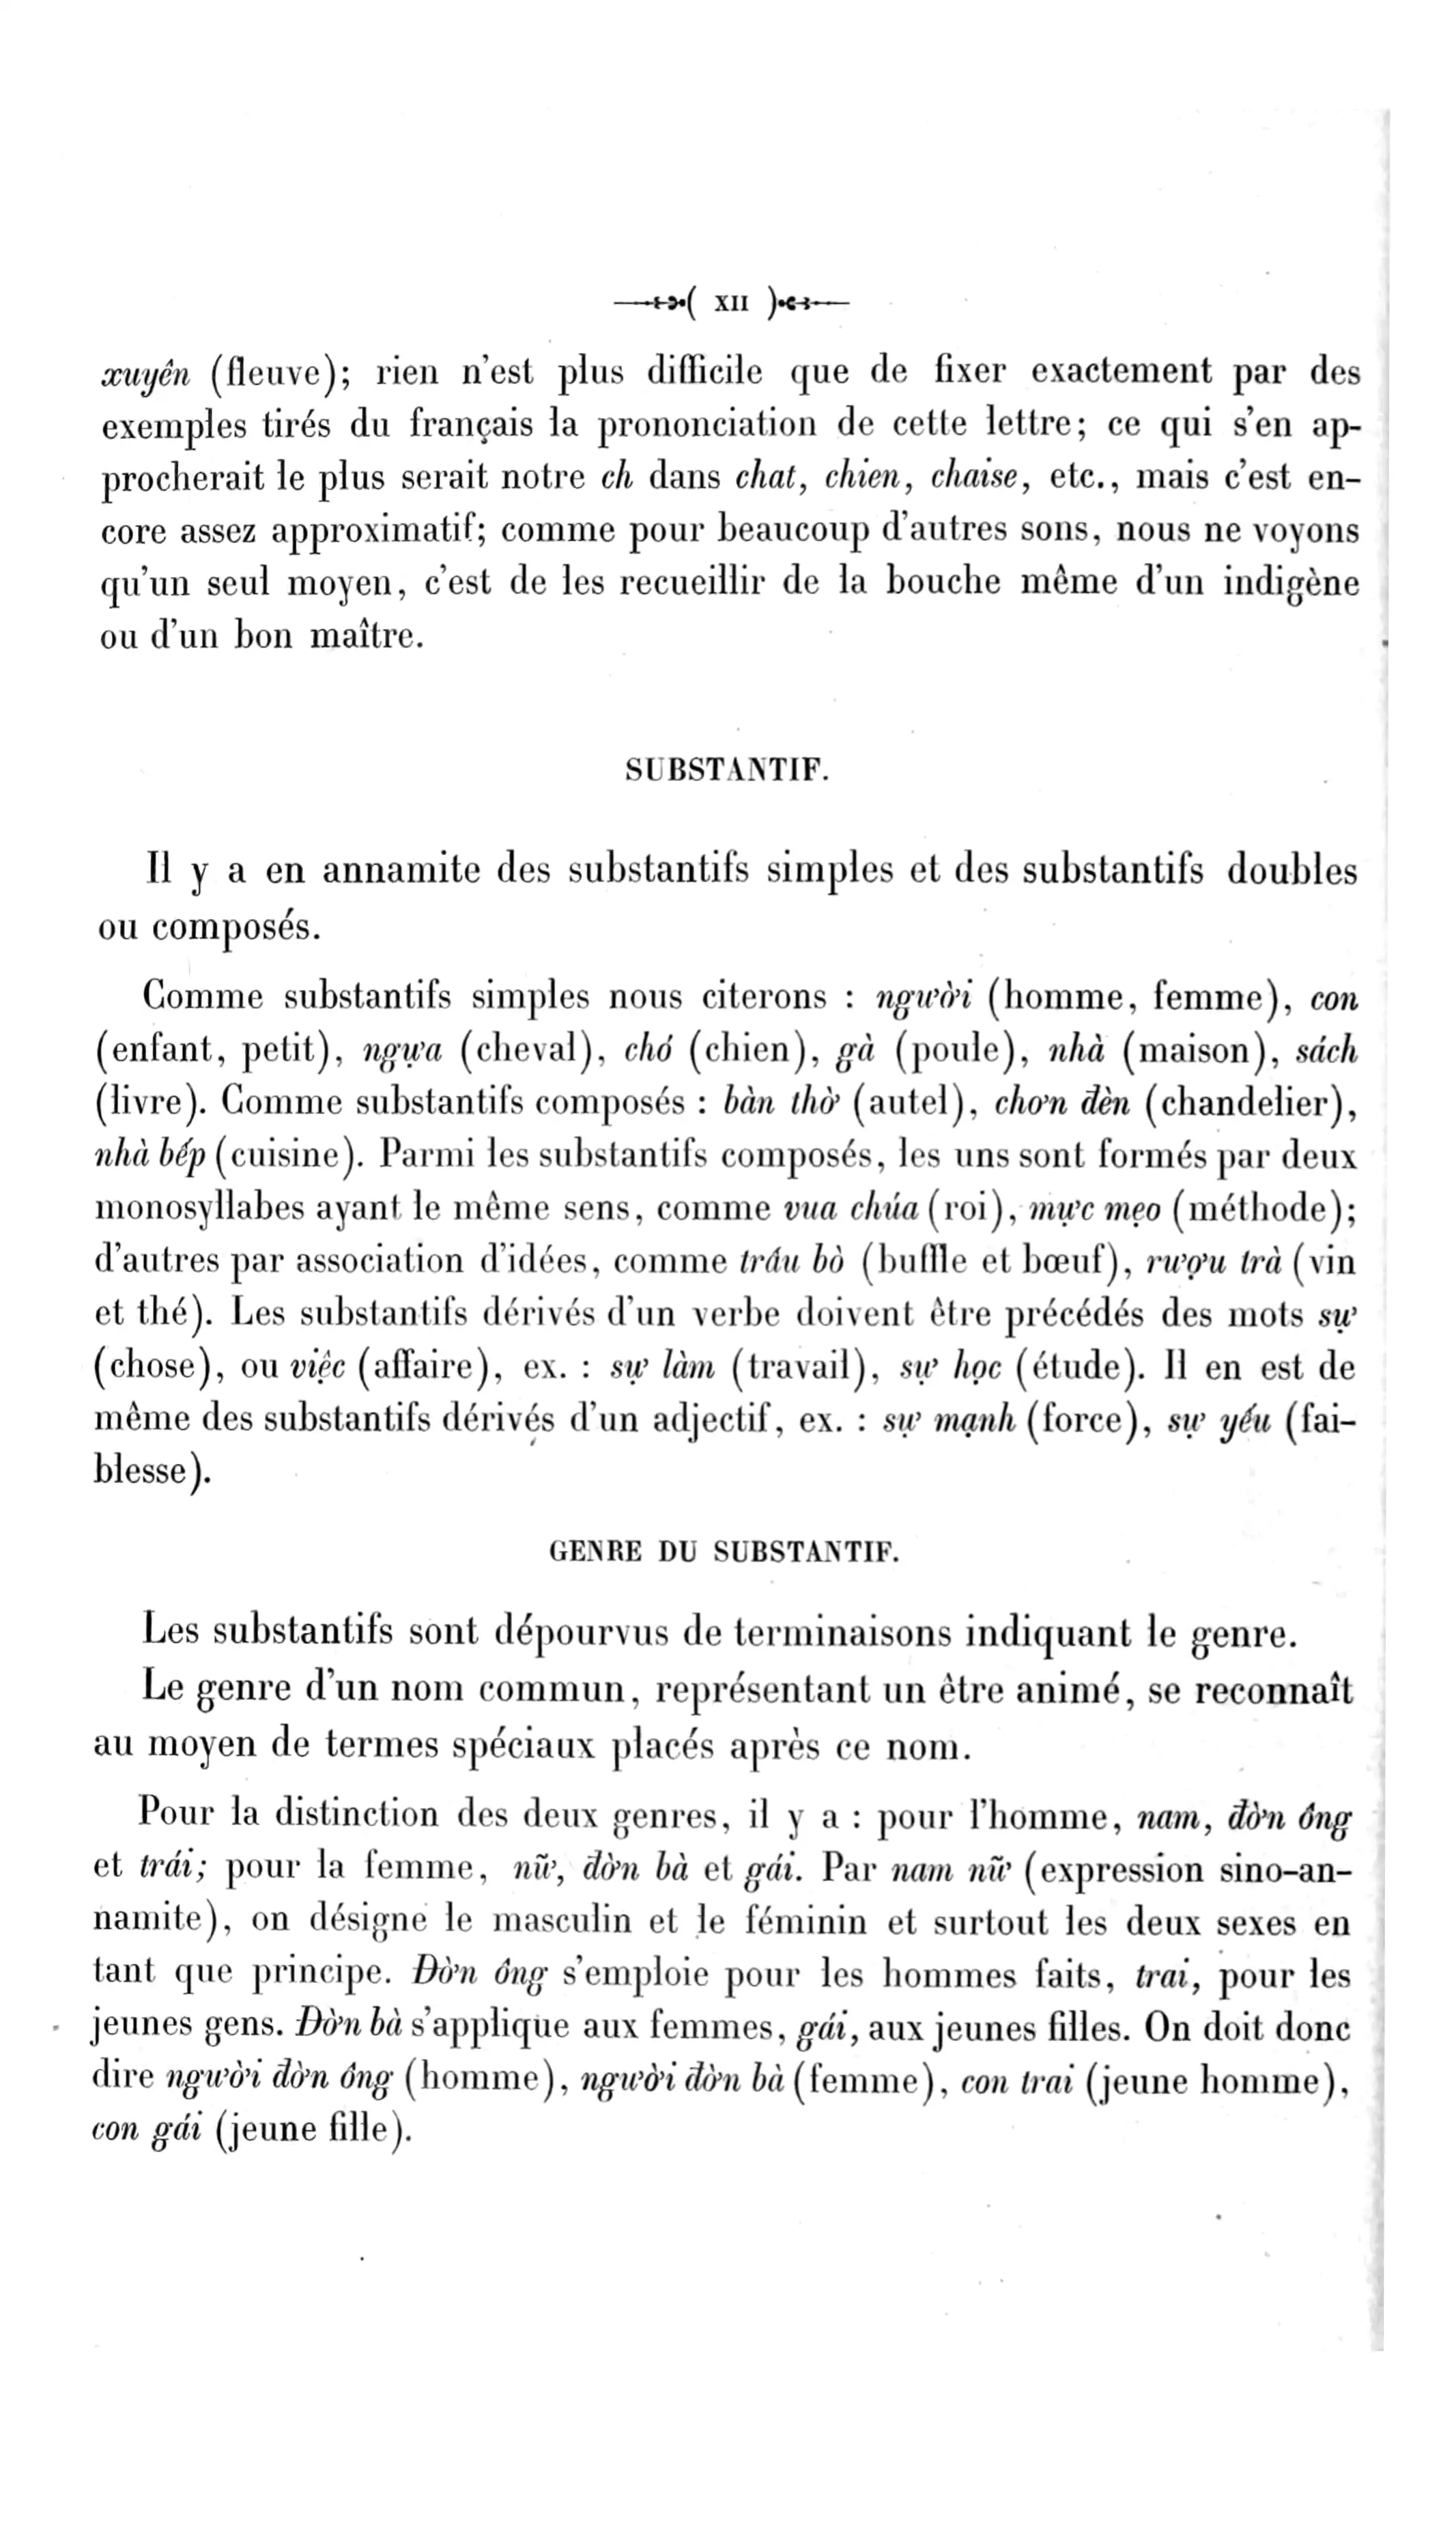 ( XII )
xuyên (fleuve); rien n'est plus difficile que de fixer exactement par des
exemples tirés du français la prononciation de cette lettre; ce qui s'en ap-
procherait le plus serait notre ch dans chat, chien, chaise, etc., mais c'est en-
core assez approximatif; comme pour beaucoup d'autres sons, nous ne voyons
qu'un seul moyen, c'est de les recueillir de la bouche même d'un indigène
ou d'un bon maître.
SUBSTANTIF.
Il y a en annamite des substantifs simples et des substantifs doubles
ou composés.
Comme substantifs simples nous citerons : người (homme, femme), con
(enfant, petit), ngựa (cheval), chó (chien), gà (poule), nhà (maison), sách
(livre). Comme substantifs composés : bàn thờ (autel), chơn đèn (chandelier),
nhà bếp (cuisine). Parmi les substantifs composés, les uns sont formés par deux
monosyllabes ayant le même sens, comme vua chúa (roi), mực mẹo (méthode);
d'autres par association d'idées, comme trâu bò (buffle et bœuf), rượu trà (vin
et thé). Les substantifs dérivés d'un verbe doivent être précédés des mots sự
(chose), ou việc (affaire), ex. : sự làm (travail), sự học (étude). Il en est de
même des substantifs dérivés d'un adjectif, ex. : sự mạnh (force), sự yếu (fai-
blesse).
GENRE DU SUBSTANTIF.
Les substantifs sont dépourvus de terminaisons indiquant le genre.
Le genre d'un nom commun, représentant un être animé, se reconnaît
au moyen de termes spéciaux placés après ce nom.
Pour la distinction des deux genres, il y a : pour l'homme, nam, đờn ông
et trái; pour la femme, nữ, đờn bà et gái. Par nam nữ (expression sino-an-
namite), on désigne le masculin et le féminin et surtout les deux sexes en
tant que principe. Đờn ông s'emploie pour les hommes faits, trai, pour les
jeunes gens. Đờn bà s'applique aux femmes, gái, aux jeunes filles. On doit donc
dire người đờn ông (homme), người đờn bà (femme), con trai (jeune homme),
con gái (jeune fille).